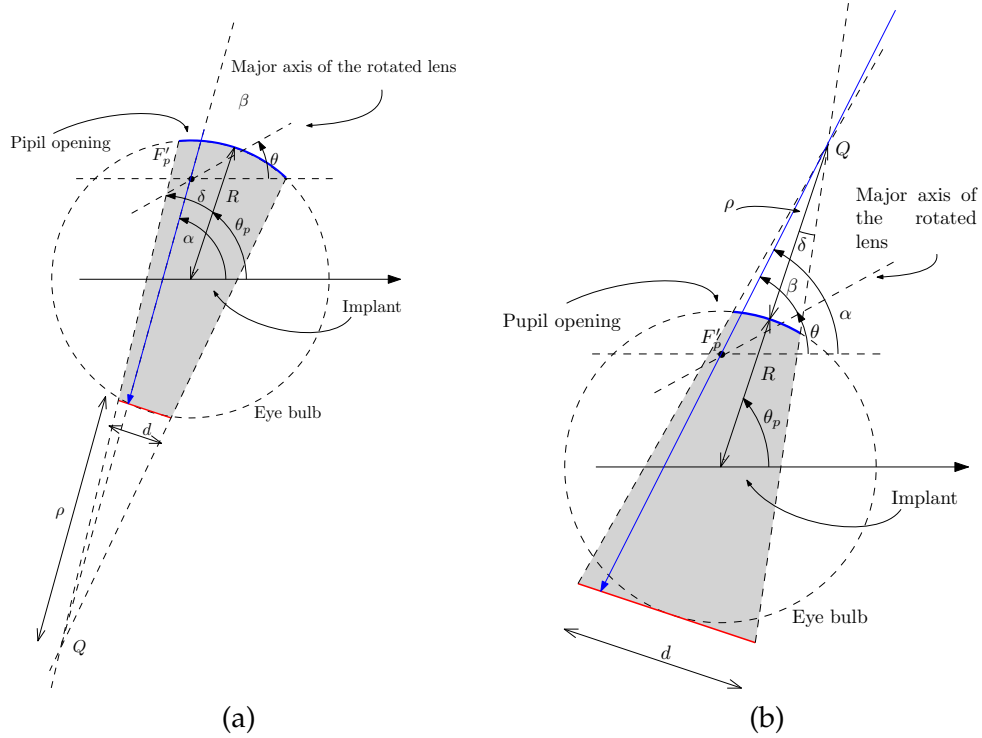 Major axis of the rotated lens
β
Pipil opening
F′p
θ
δ
R
θp
α
Implant
Eye bulb
d
ρ
Q
(a)
Q
ρ
Major axis of
the rotated
lens
δ
β
Pupil opening
θ
α
F′p
R
θp
Implant
Eye bulb
d
(b)